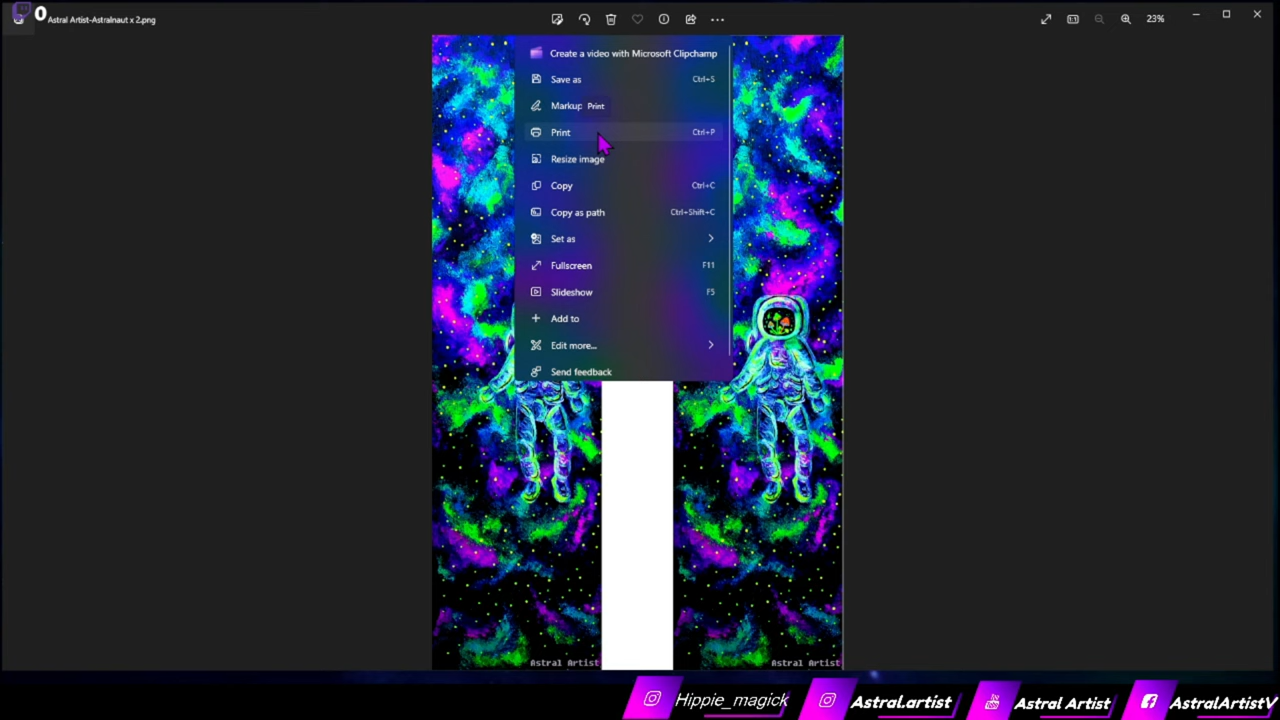 0
Astral Artist-Astralnaut x 2.png
23%
Create a video with Microsoft Clipchamp
Save as Ctrl+S
Markup Print
Print Ctrl+P
Resize image
Copy Ctrl+C
Copy as path Ctrl+Shift+C
Set as
Fullscreen F11
Slideshow F5
Add to
Edit more...
Send feedback
Astral Artist Astral Artist
Hippie_magick Astral.artist Astral Artist AstralArtistV